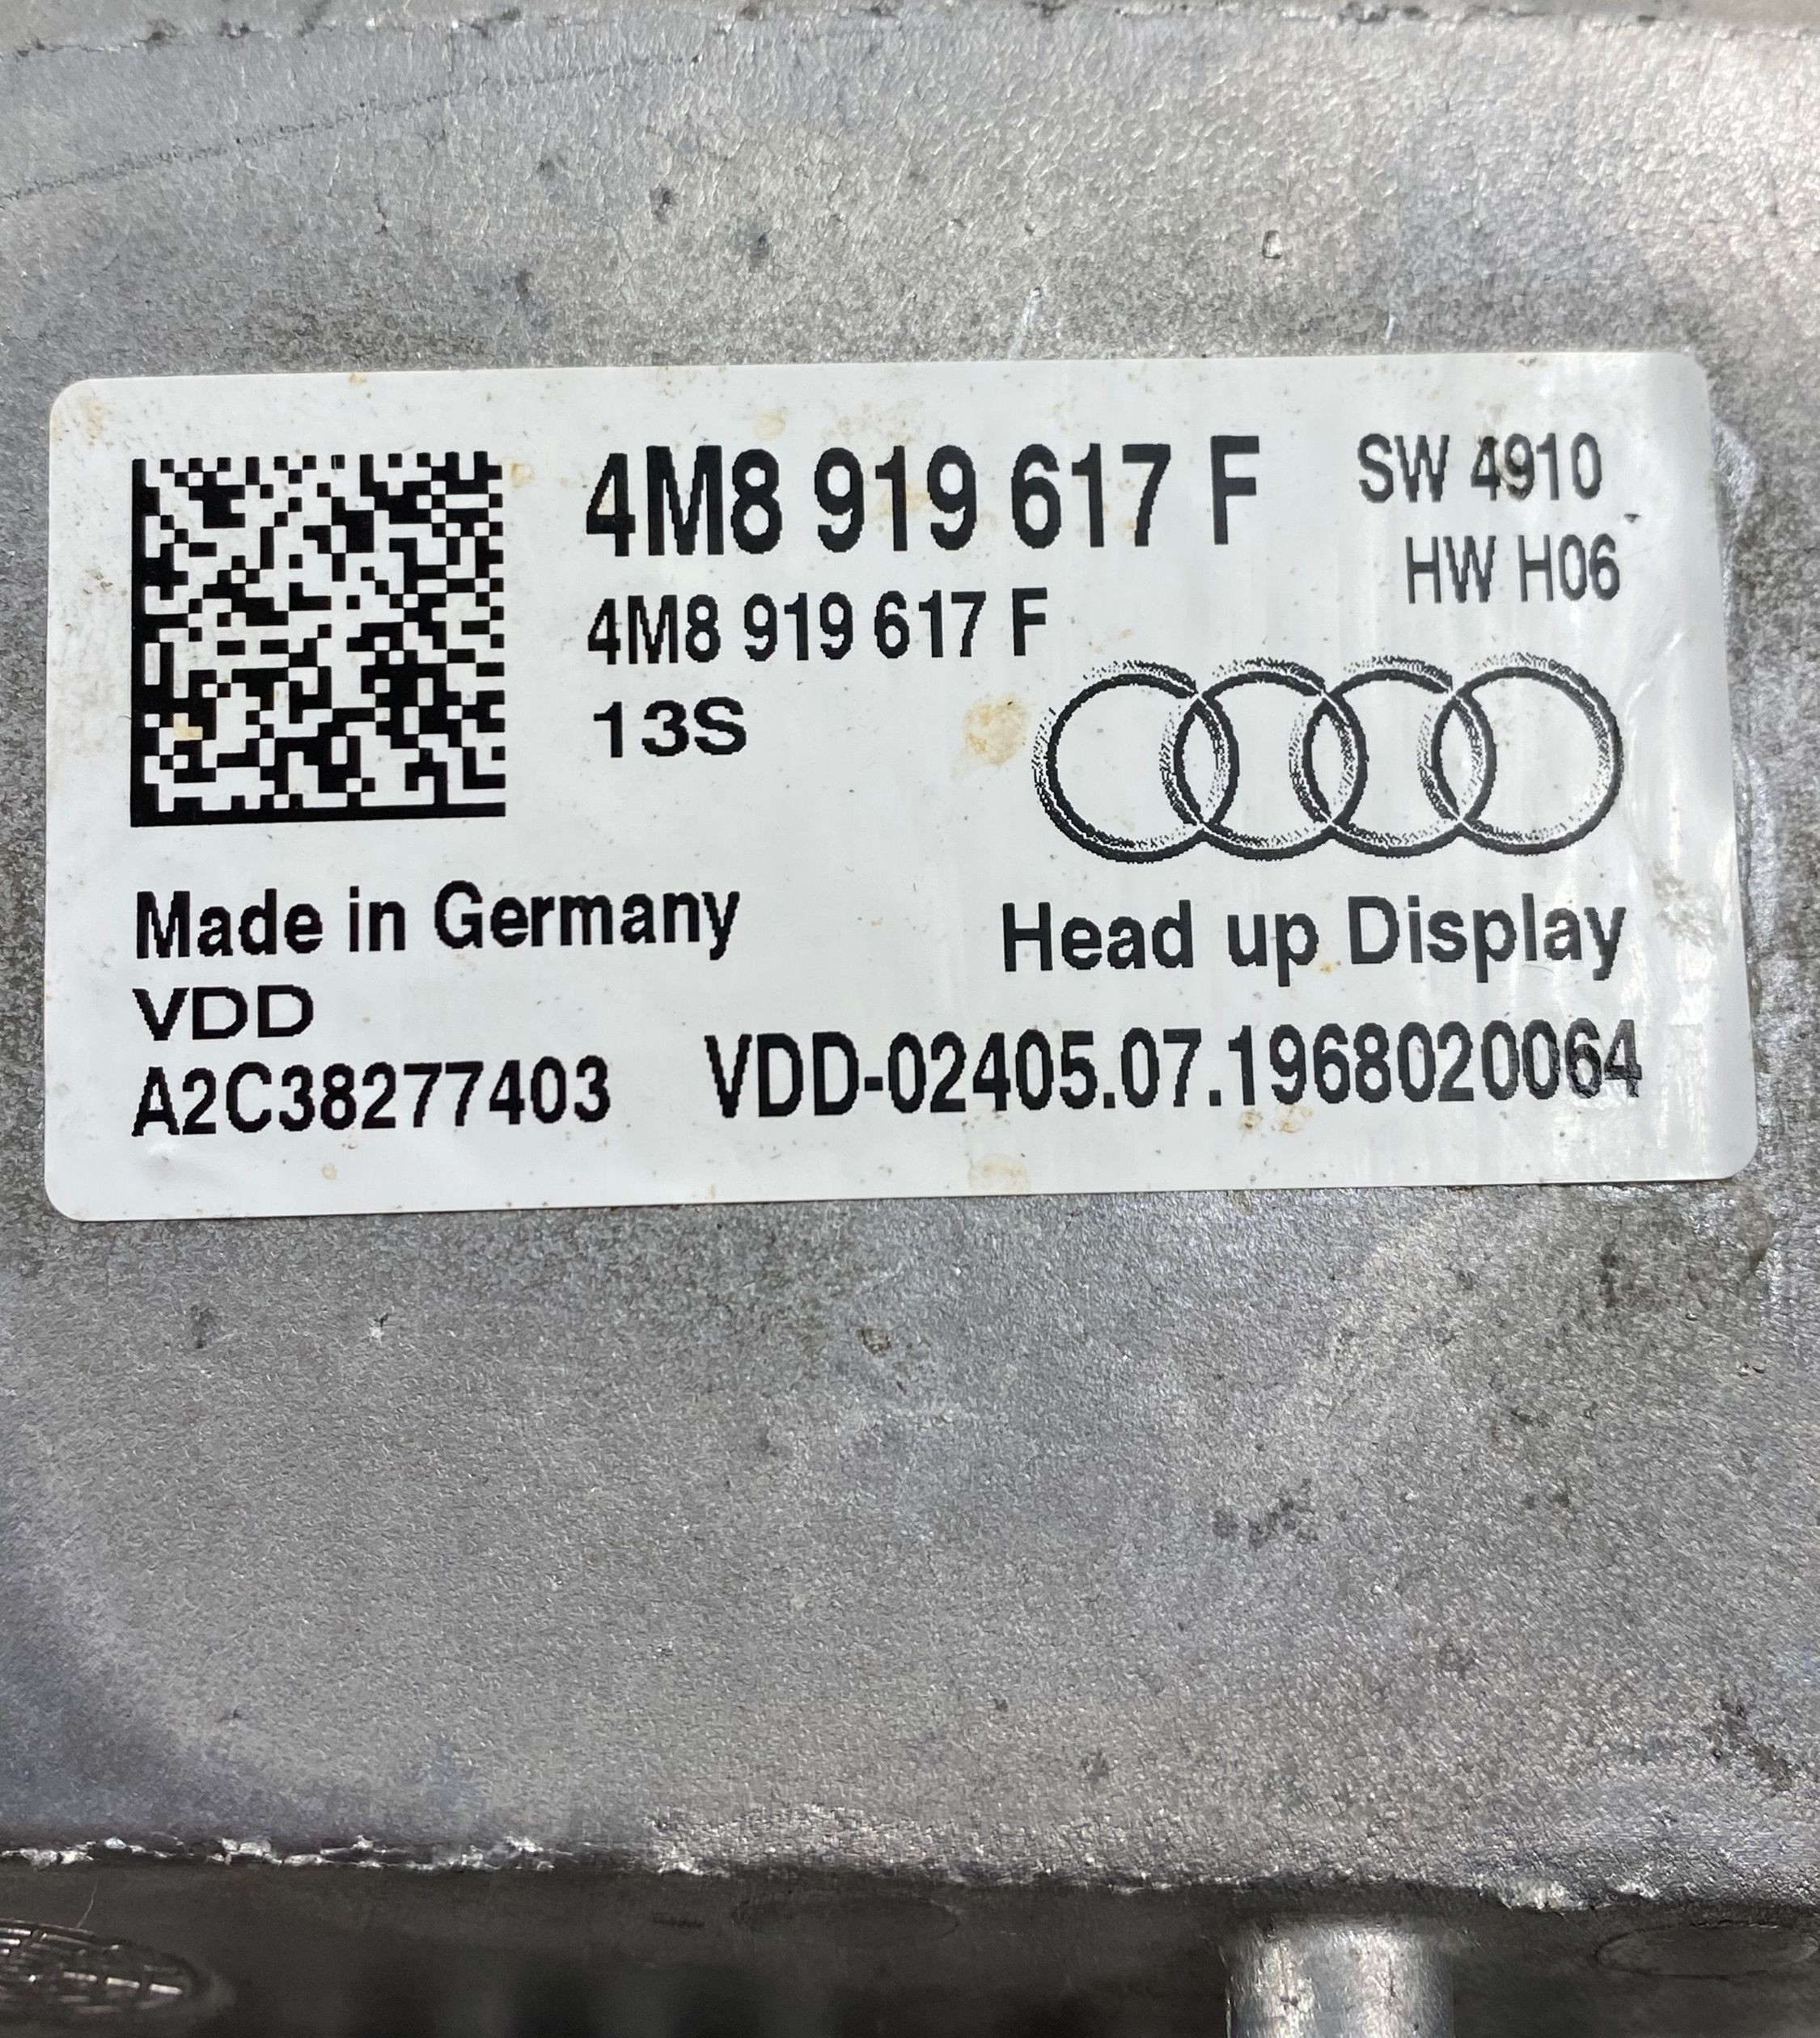 4M8 919 617 F
SW 4910
HW H06
4M8 919 617 F
13S
Made in Germany
Head up Display
VDD
A2C38277403
VDD-02405.07.1968020064